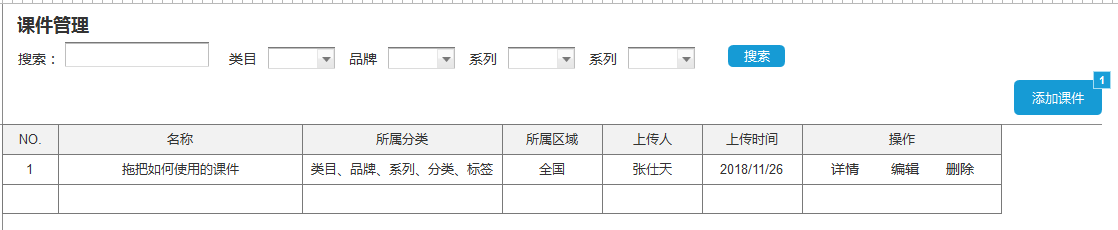 课件管理
搜索： 类目 品牌 系列 系列 搜索
1
添加课件
NO. 名称 所属分类 所属区域 上传人 上传时间 操作
1 拖把如何使用的课件 类目、品牌、系列、分类、标签 全国 张仕天 2018/11/26 详情 编辑 删除